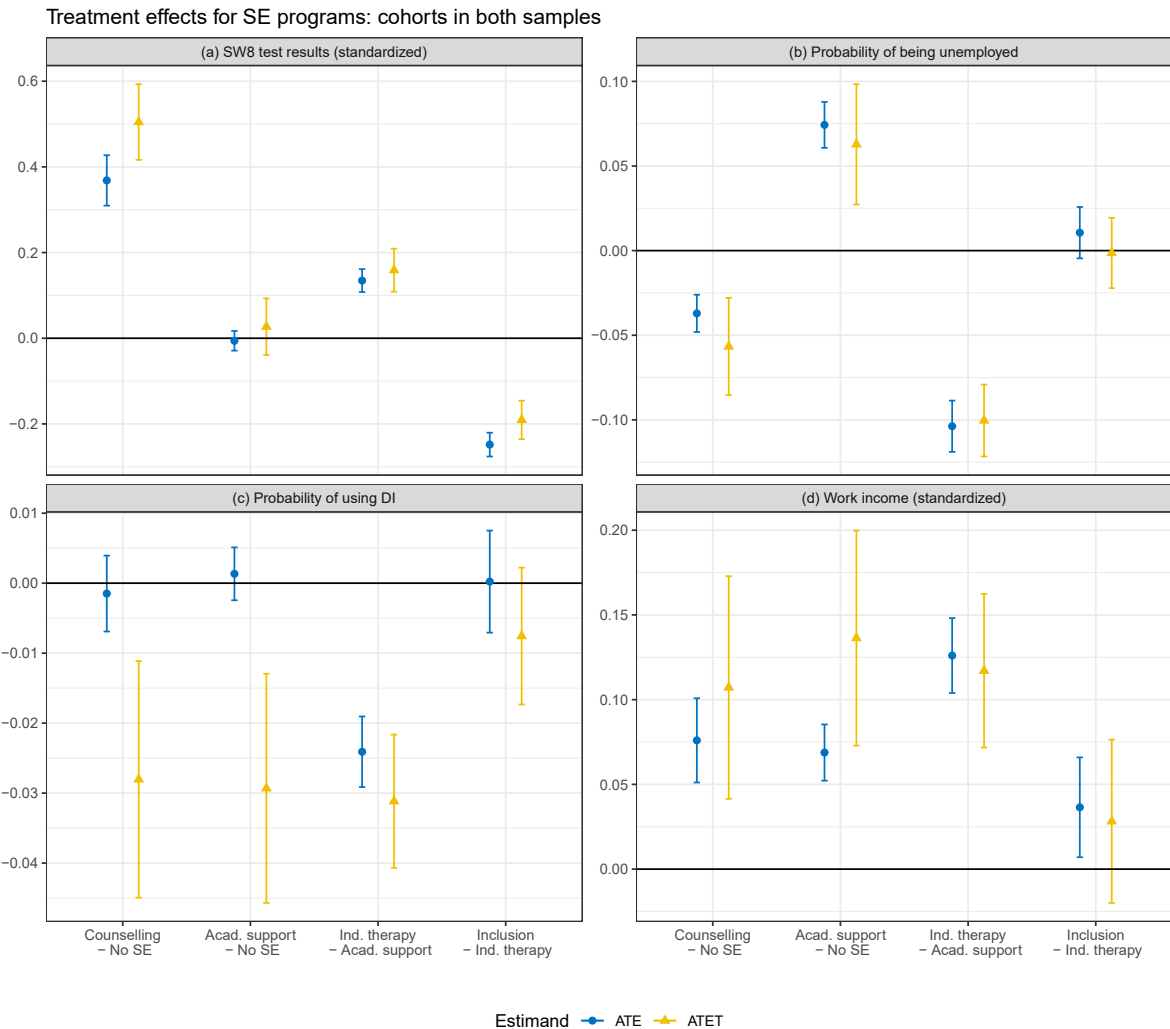 Treatment effects for SE programs: cohorts in both samples
(a) SW8 test results (standardized)
0.6
0.4
0.2
0.0
−0.2
(b) Probability of being unemployed
0.10
0.05
0.00
−0.05
−0.10
(c) Probability of using DI
0.01
0.00
−0.01
−0.02
−0.03
−0.04
(d) Work income (standardized)
0.20
0.15
0.10
0.05
0.00
Counselling
− No SE
Acad. support
− No SE
Ind. therapy
− Acad. support
Inclusion
− Ind. therapy
Counselling
− No SE
Acad. support
− No SE
Ind. therapy
− Acad. support
Inclusion
− Ind. therapy
Estimand ATE ATET